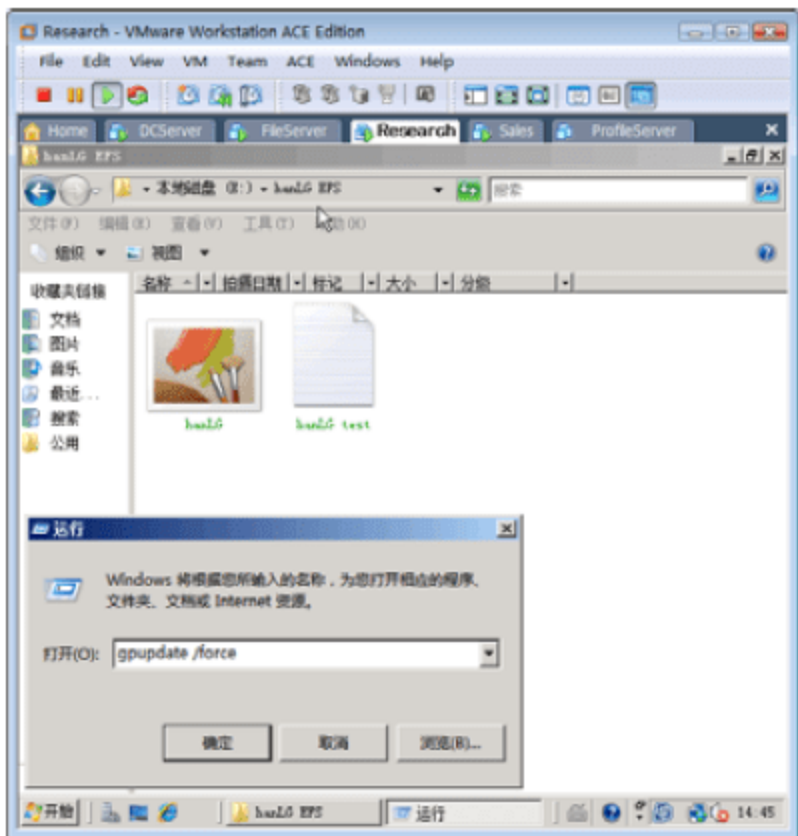 Research - VMware Workstation ACE Edition
File Edit View VM Team ACE Windows Help
Home DCServer FileServer Research Sales ProfileServer
hanLG EFS
本地磁盘 (E:) hanLG EFS 搜索
文件(F) 编辑(E) 查看(V) 工具(T) 助(H)
组织 视图
名称 拍摄日期 标记 大小 分级
收藏夹链接
文档
图片
音乐
最近...
搜索
公用
hanLG hanLG test
运行
Windows 将根据您所输入的名称，为您打开相应的程序、
文件夹、文档或 Internet 资源。
打开(O): gpupdate /force
确定 取消 浏览(B)...
开始 hanLG EFS 运行 14:45